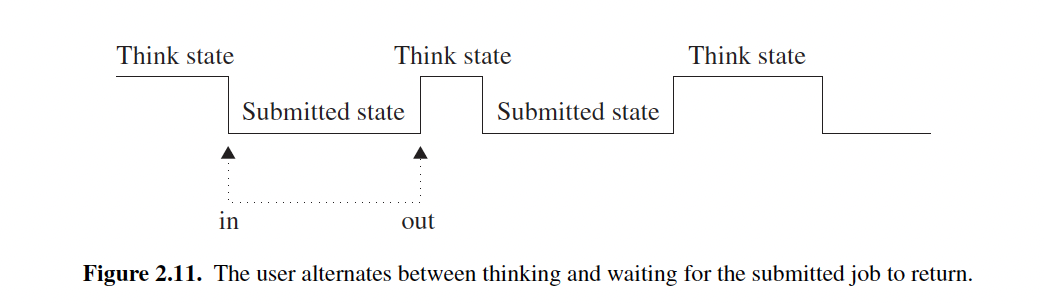 Think state
Think state
Think state
Submitted state
Submitted state
in
out
Figure 2.11. The user alternates between thinking and waiting for the submitted job to return.